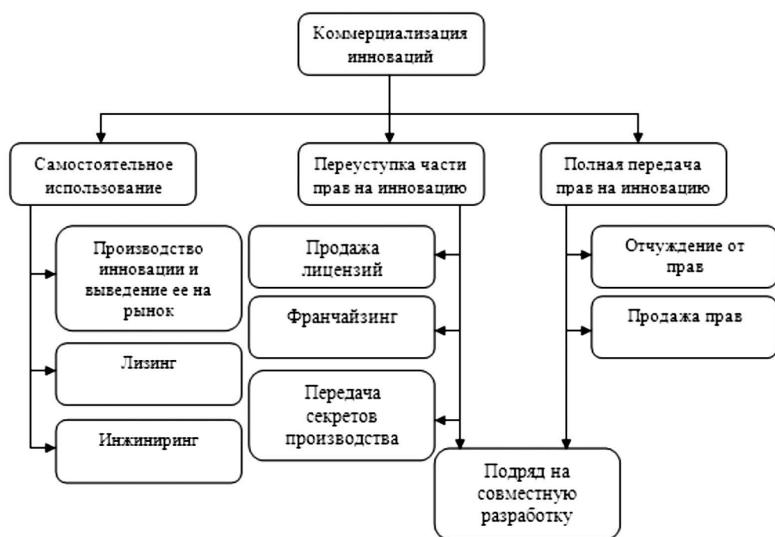 Коммерциализация
инноваций
Самостоятельное
использование
Переуступка части
прав на инновацию
Полная передача
прав на инновацию
Производство
инновации и
выведение ее на
рынок
Лизинг
Инжиниринг
Продажа
лицензий
Франчайзинг
Передача
секретов
производства
Отчуждение от
прав
Продажа прав
Подряд на
совместную
разработку